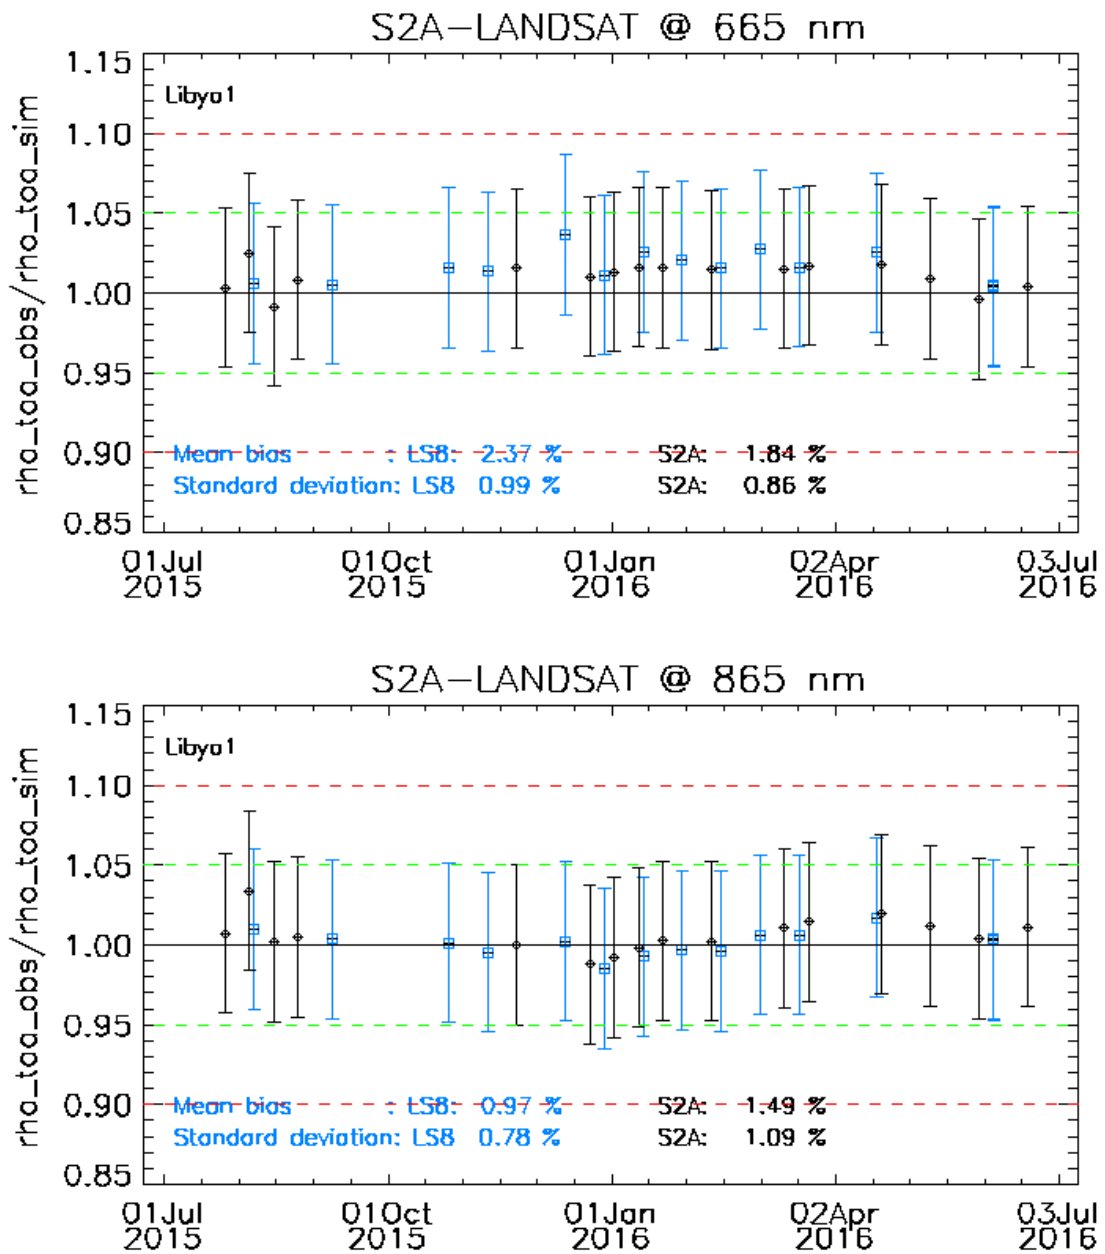 S2A-LANDSAT @ 665 nm
rho_toa_obs/rho_toa_sim
1.15
1.10
1.05
1.00
0.95
0.90
0.85
Libya1
Mean bias : LS8: 2.37 % S2A: 1.84 %
Standard deviation: LS8 0.99 % S2A: 0.86 %
01Jul 01Oct 01Jan 02Apr 03Jul
2015 2015 2016 2016 2016
S2A-LANDSAT @ 865 nm
rho_toa_obs/rho_toa_sim
1.15
1.10
1.05
1.00
0.95
0.90
0.85
Libya1
Mean bias : LS8: 0.97 % S2A: 1.49 %
Standard deviation: LS8 0.78 % S2A: 1.09 %
01Jul 01Oct 01Jan 02Apr 03Jul
2015 2015 2016 2016 2016